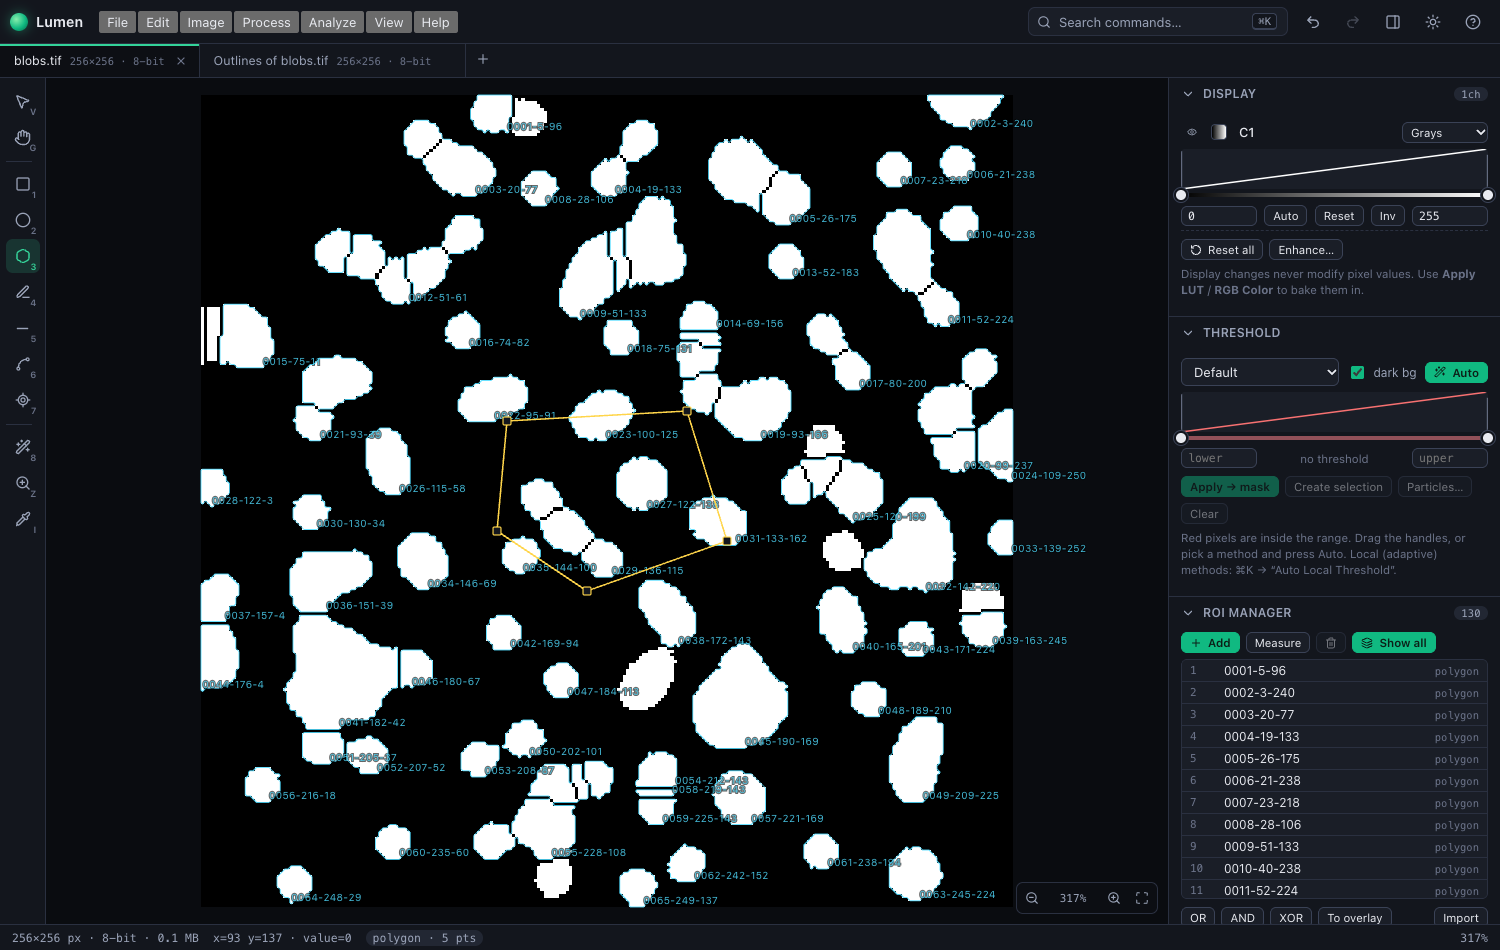 Lumen File Edit Image Process Analyze View Help Search commands... ⌘K
blobs.tif 256×256 · 8-bit × Outlines of blobs.tif 256×256 · 8-bit +
V
G
1
2
3
4
5
6
7
8
Z
I
0002-3-240
0003-20-77
0008-28-106
0004-19-133
0005-26-175
0006-21-238
0010-40-238
0013-52-183
0012-51-61
0009-51-133
0011-52-224
0014-69-156
0016-74-82
0017-80-200
0023-100-125
0024-109-250
0026-115-58
0028-122-3
0030-130-34
0031-133-162
0033-139-252
0034-146-69
0036-151-39
0037-157-4
0038-172-143
0039-163-245
0042-169-94
0043-171-224
0041-182-42
0048-189-210
0045-190-169
0050-202-101
0052-207-52
0049-209-225
0056-216-18
0057-221-169
0060-235-60
0062-242-152
0063-245-224
0064-248-29
0065-249-137
317%
DISPLAY 1ch
C1 Grays
0 Auto Reset Inv 255
Reset all Enhance...
Display changes never modify pixel values. Use Apply
LUT / RGB Color to bake them in.
THRESHOLD
Default dark bg Auto
lower no threshold upper
Apply → mask Create selection Particles...
Clear
Red pixels are inside the range. Drag the handles, or
pick a method and press Auto. Local (adaptive)
methods: ⌘K → “Auto Local Threshold”.
ROI MANAGER 130
+ Add Measure Show all
1 0001-5-96 polygon
2 0002-3-240 polygon
3 0003-20-77 polygon
4 0004-19-133 polygon
5 0005-26-175 polygon
6 0006-21-238 polygon
7 0007-23-218 polygon
8 0008-28-106 polygon
9 0009-51-133 polygon
10 0010-40-238 polygon
11 0011-52-224 polygon
OR AND XOR To overlay Import
256×256 px · 8-bit · 0.1 MB x=93 y=137 · value=0 polygon · 5 pts 317%